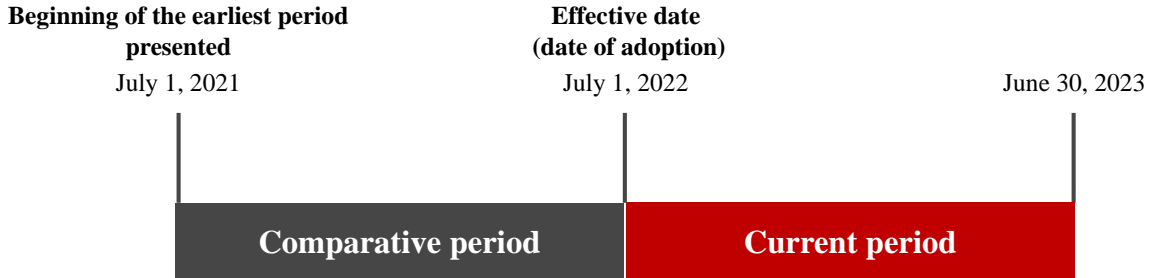 Beginning of the earliest period
presented
July 1, 2021
Effective date
(date of adoption)
July 1, 2022
June 30, 2023
Comparative period
Current period